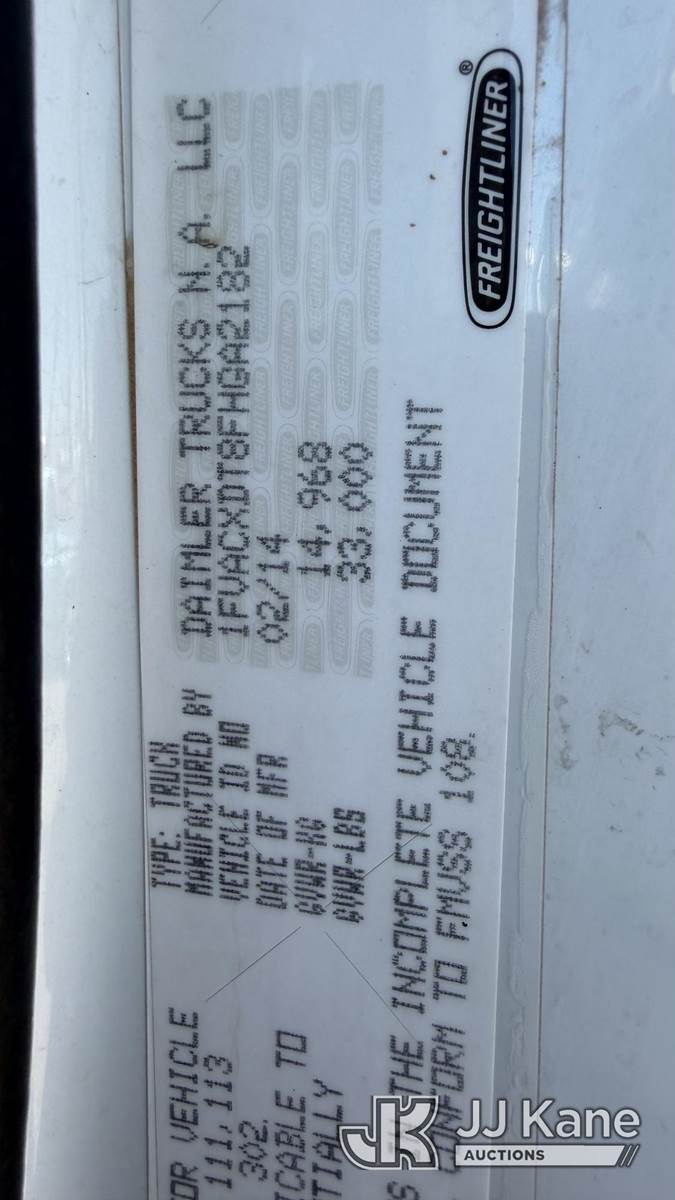 FREIGHTLINER®
TYPE: TRUCK
MANUFACTURED BY DAIMLER TRUCKS N.A. LLC
VEHICLE ID NO 1FVACXDT8FHGA2182
DATE OF MFR 02/14
GVWR-KG 14,968
GVWR-LBS 33,000
OR VEHICLE
111, 113
302.
ICABLE TO
TIALLY
S THE INCOMPLETE VEHICLE DOCUMENT
CONFORM TO FMVSS 108.
JK JJ Kane
AUCTIONS